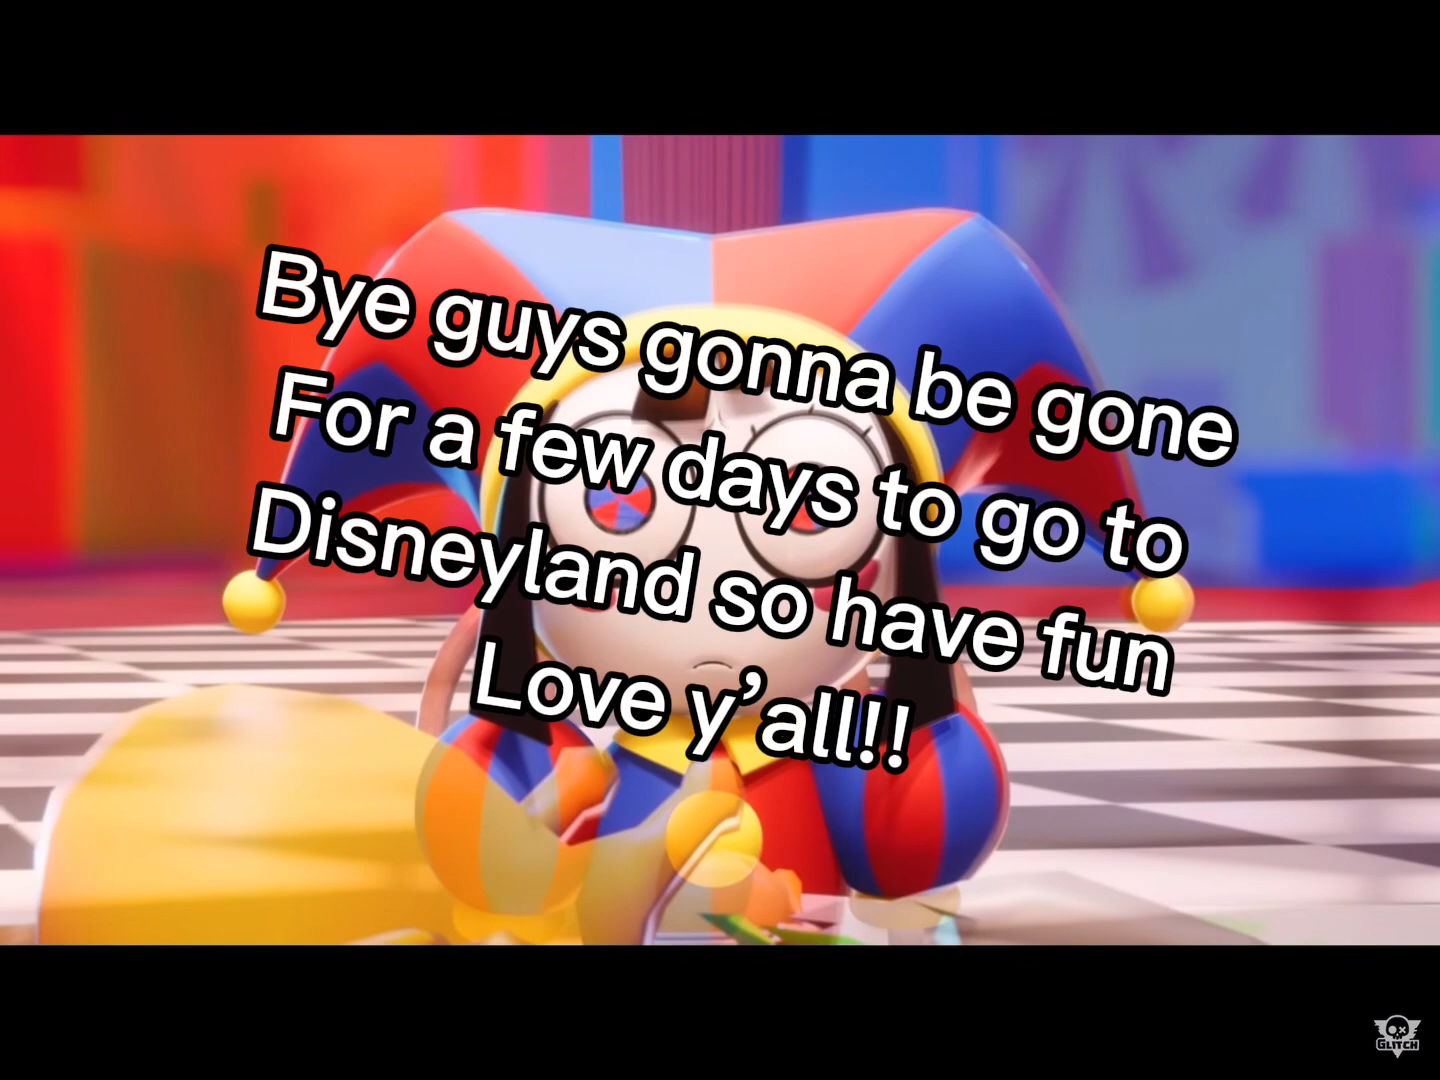 Bye guys gonna be gone
For a few days to go to
Disneyland so have fun
Love y’all!!
GLITCH